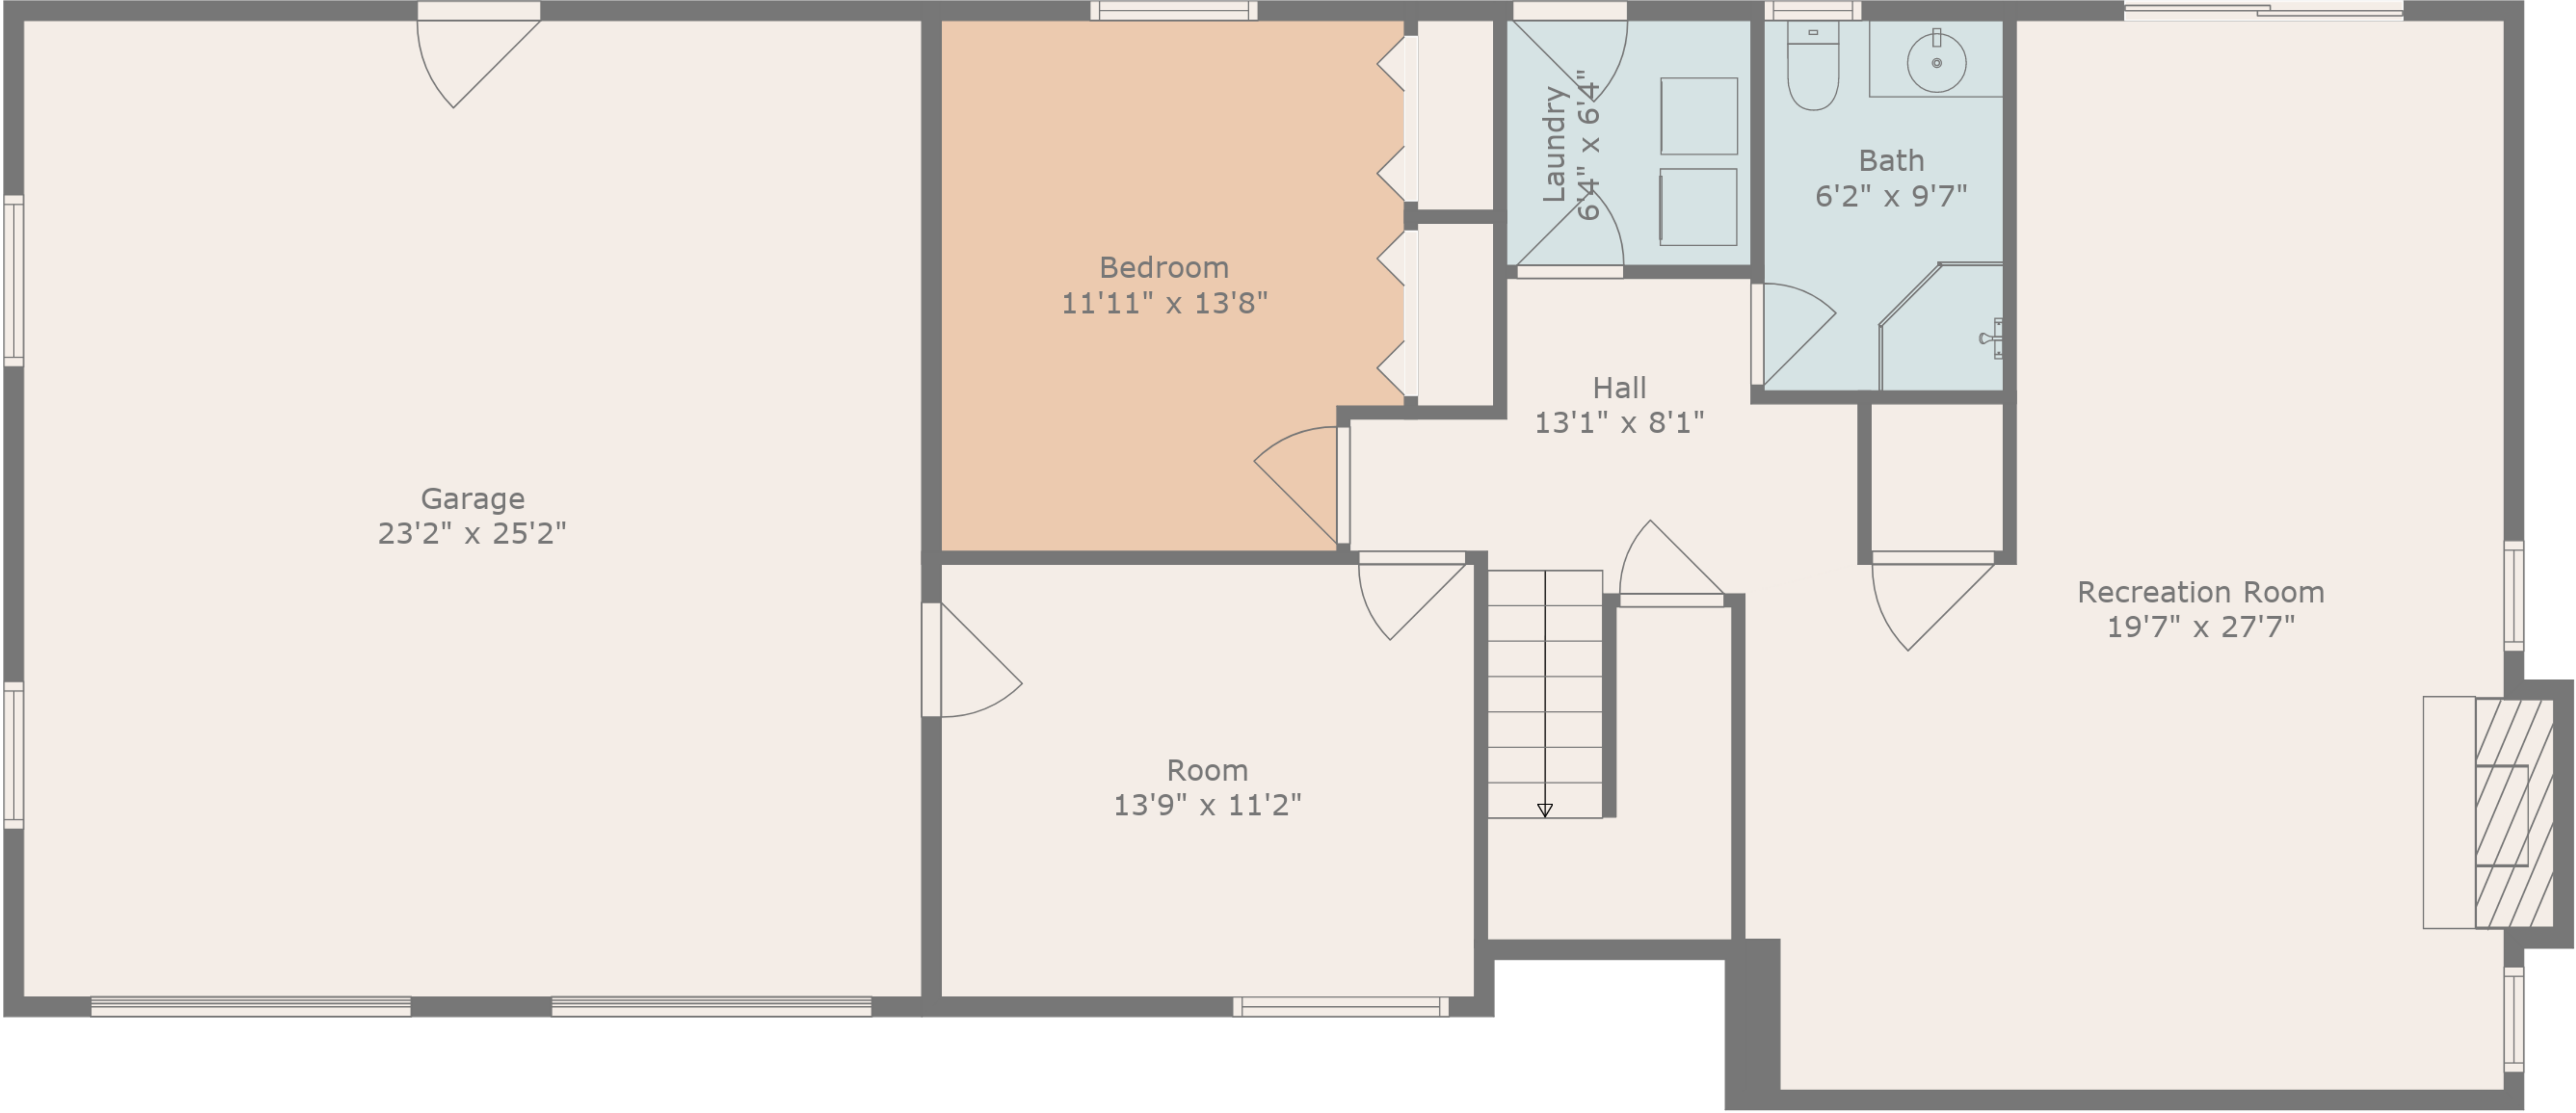 Garage
23'2" x 25'2"
Bedroom
11'11" x 13'8"
Room
13'9" x 11'2"
Laundry
6'4" x 6'4"
Hall
13'1" x 8'1"
Bath
6'2" x 9'7"
Recreation Room
19'7" x 27'7"